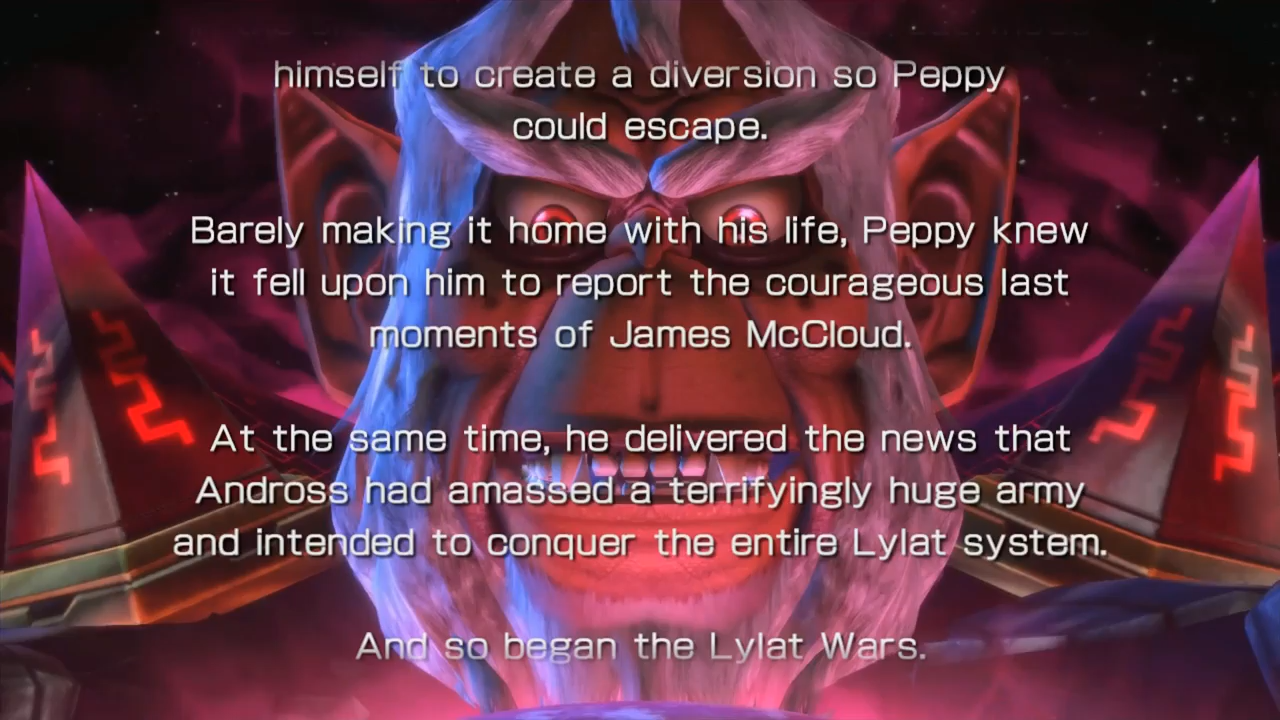 himself to create a diversion so Peppy
could escape.
Barely making it home with his life, Peppy knew
it fell upon him to report the courageous last
moments of James McCloud.
At the same time, he delivered the news that
Andross had amassed a terrifyingly huge army
and intended to conquer the entire Lylat system.
And so began the Lylat Wars.